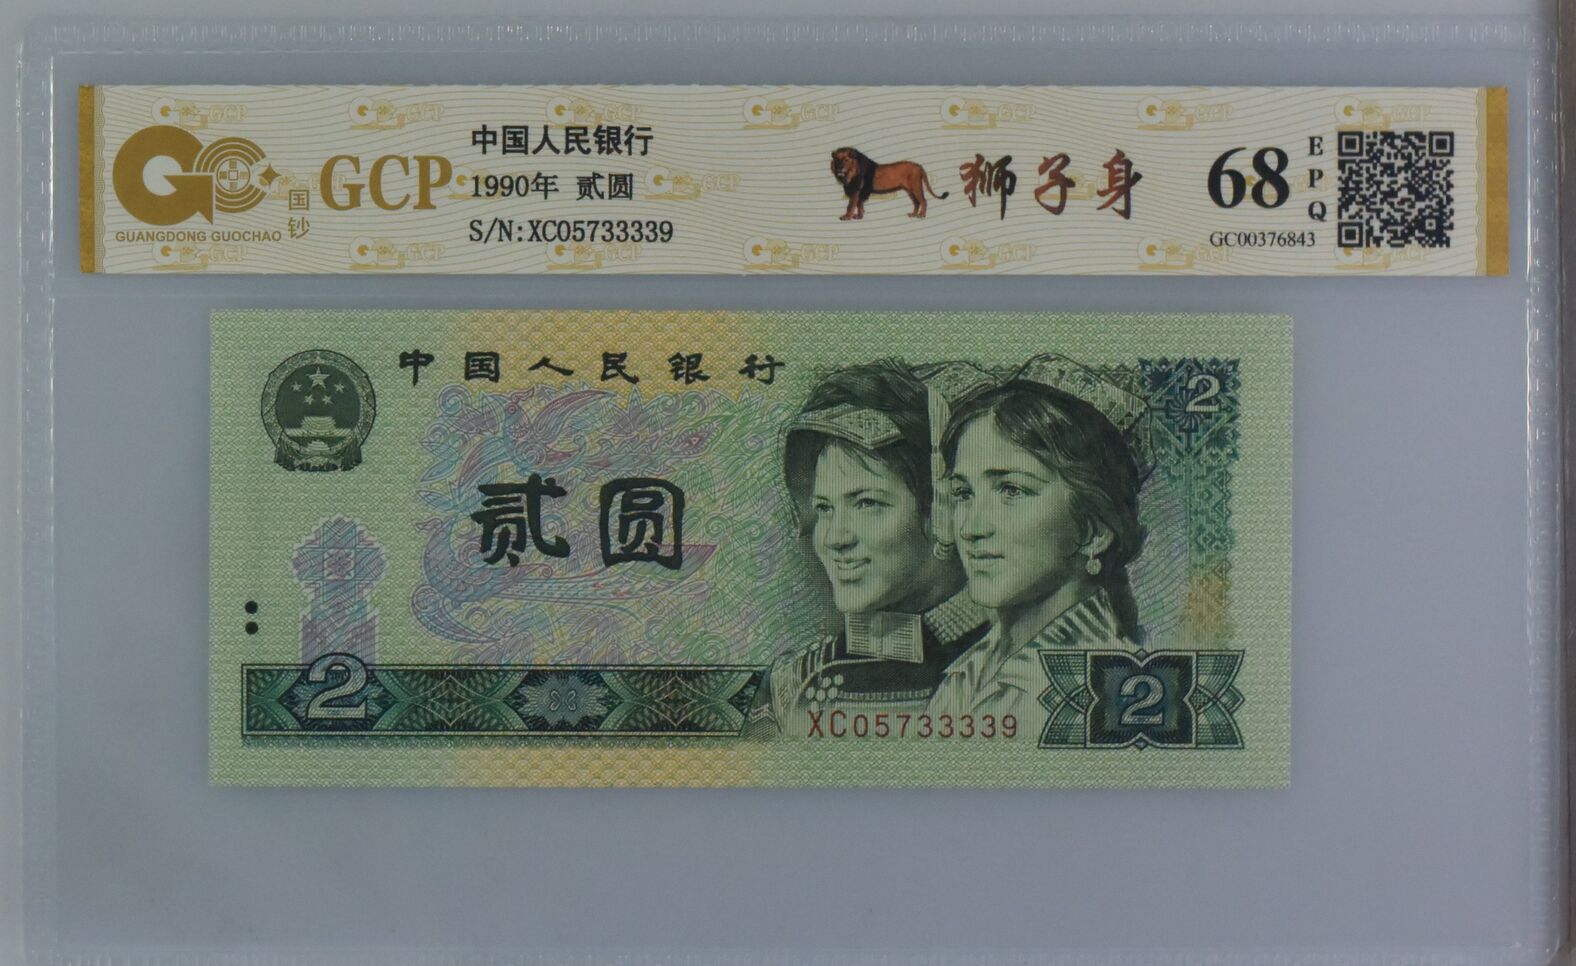 GCP
国钞
GUANGDONG GUOCHAO
中国人民银行
1990年 贰圆
S/N:XC05733339
狮子身
68
EPQ
GC00376843
中国人民银行
2
贰圆
2
XC05733339
2